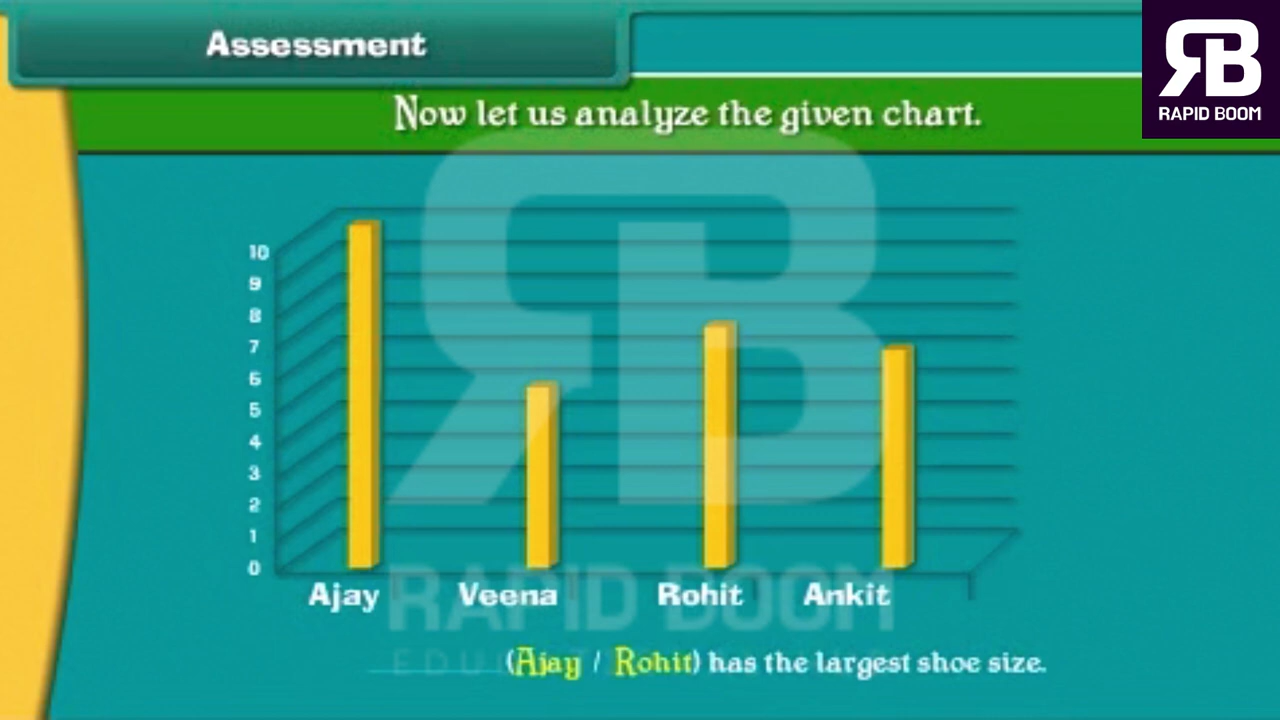 Assessment
RB
RAPID BOOM
Now let us analyze the given chart.
10
9
8
7
6
5
4
3
2
1
0
Ajay Veena Rohit Ankit
RAPID BOOM
(Ajay / Rohit) has the largest shoe size.